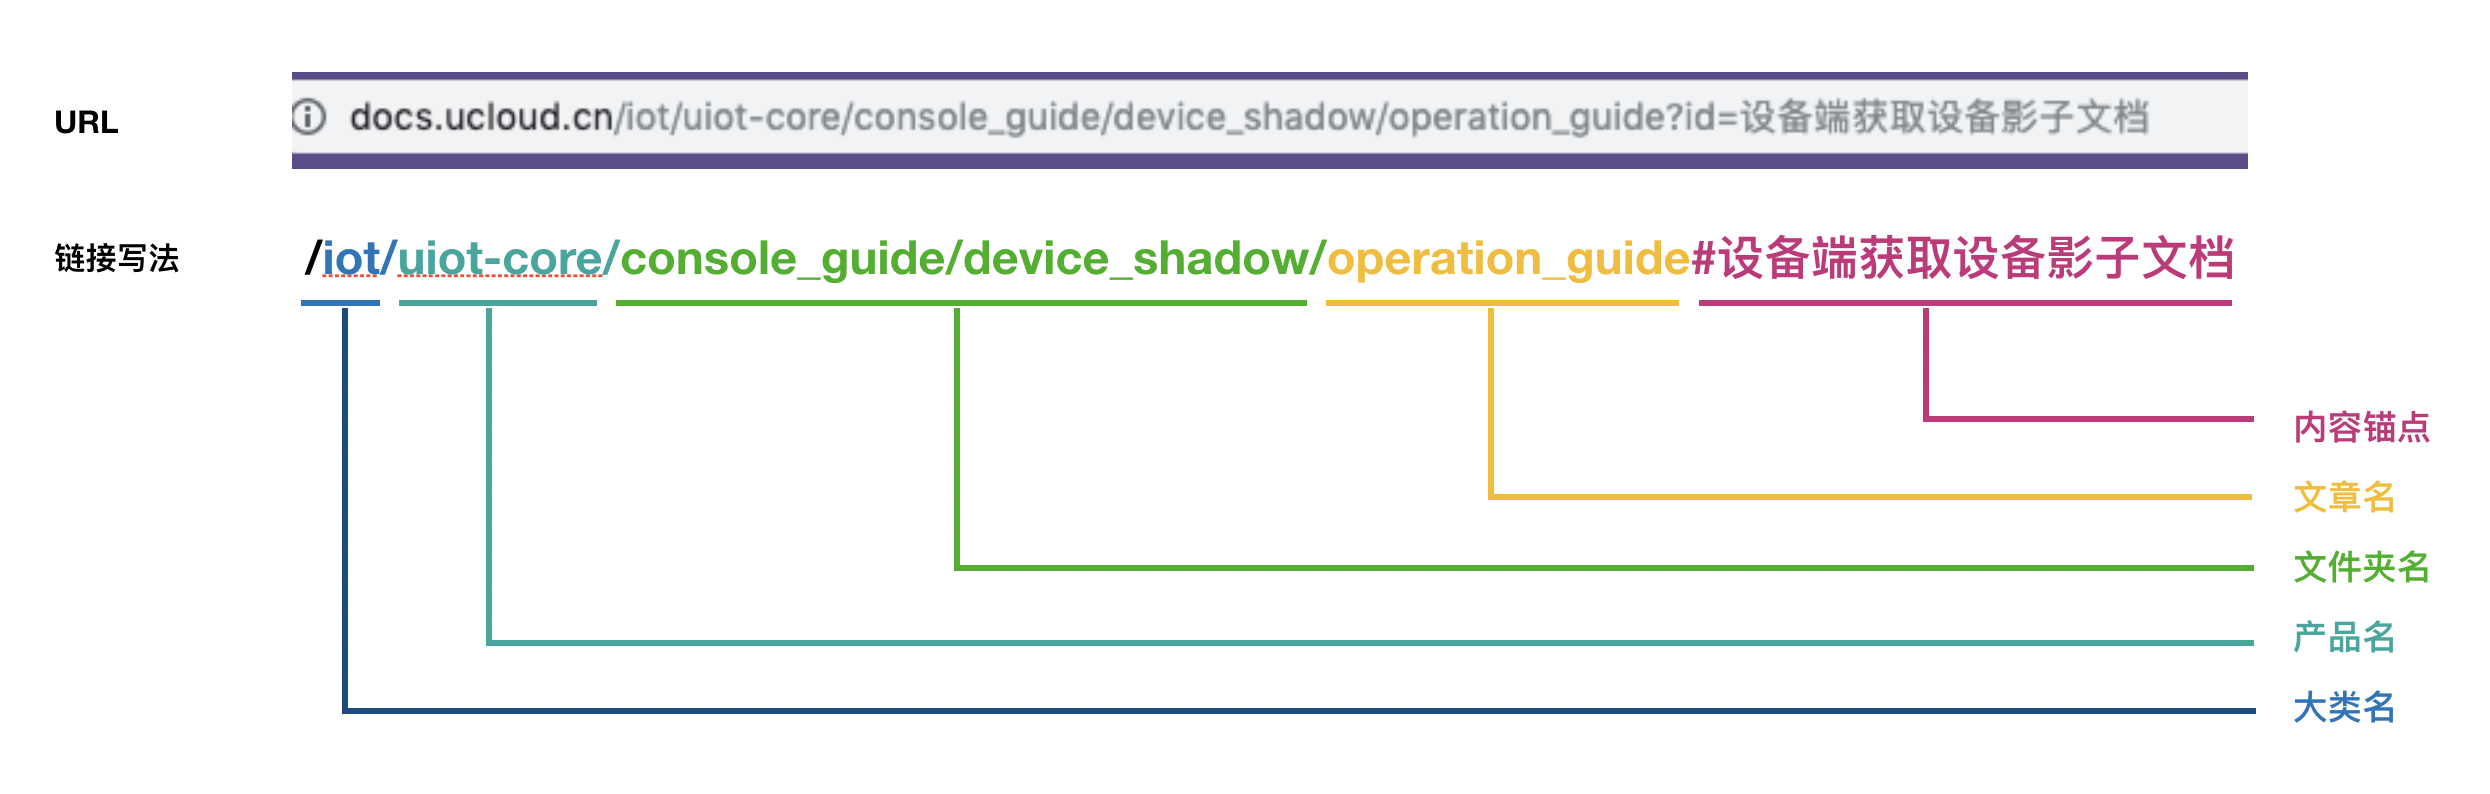 URL
docs.ucloud.cn/iot/uiot-core/console_guide/device_shadow/operation_guide?id=设备端获取设备影子文档
链接写法
/iot/uiot-core/console_guide/device_shadow/operation_guide#设备端获取设备影子文档
内容锚点
文章名
文件夹名
产品名
大类名